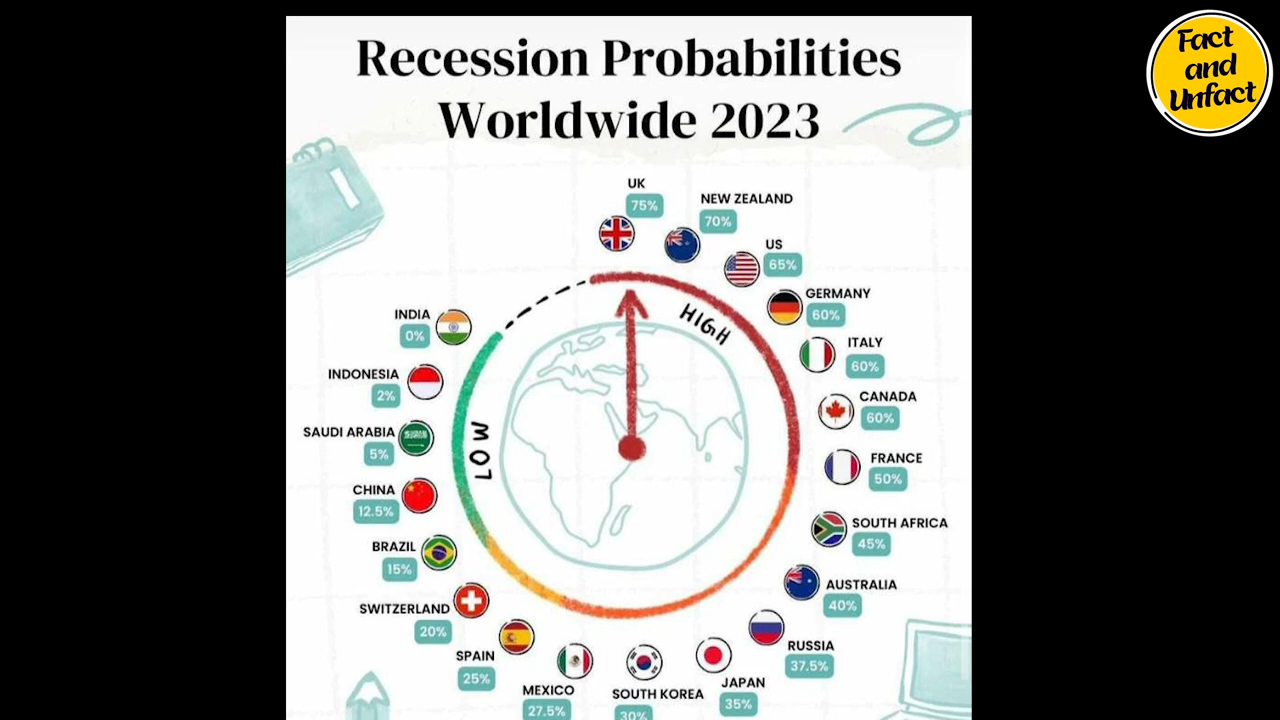 Recession Probabilities
Worldwide 2023
Fact
and
Unfact
UK
75%
NEW ZEALAND
70%
US
65%
GERMANY
60%
ITALY
60%
CANADA
60%
FRANCE
50%
SOUTH AFRICA
45%
AUSTRALIA
40%
RUSSIA
37.5%
JAPAN
35%
SOUTH KOREA
30%
MEXICO
27.5%
SPAIN
25%
SWITZERLAND
20%
BRAZIL
15%
CHINA
12.5%
SAUDI ARABIA
5%
INDONESIA
2%
INDIA
0%
HIGH
LOW